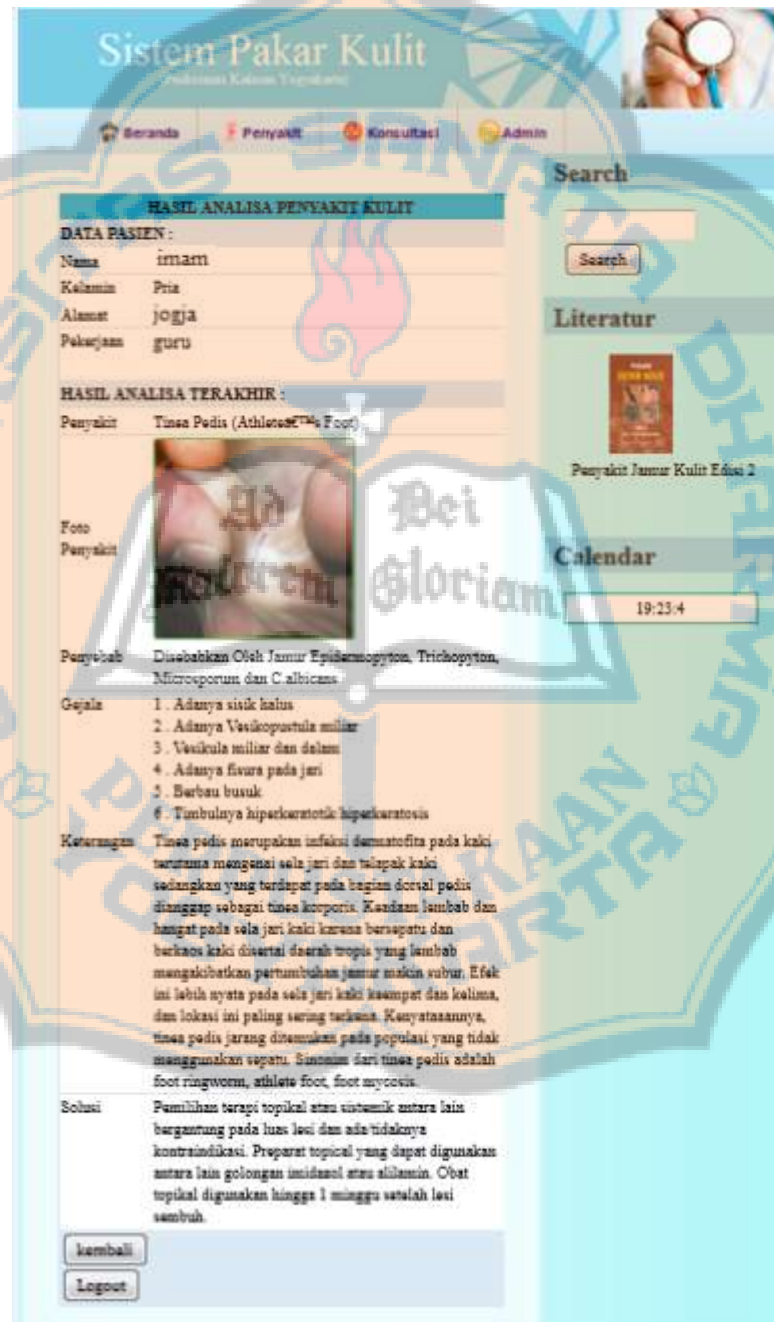 Sistem Pakar Kulit
Beranda Penyakit Konsultasi Admin
HASIL ANALISA PENYAKIT KULIT
DATA PASIEN :
Nama imam
Kelamin Pria
Alamat jogja
Pekerjaan guru
HASIL ANALISA TERAKHIR :
Penyakit Tinea Pedis (Athleteâ€™s Foot)
Foto
Penyakit
Penyebab Disebabkan Oleh Jamur Epidermopyton, Trichopyton,
Microsporum dan C.albicans
Gejala 1 . Adanya sisik halus
2 . Adanya Vesikopustula miliar
3 . Vesikula miliar dan dalam
4 . Adanya fisura pada jari
5 . Berbau busuk
6 . Timbulnya hiperkeratotik/hiperkeratosis
Keterangan Tinea pedis merupakan infeksi dermatofita pada kaki
terutama mengenai sela jari dan telapak kaki
sedangkan yang terdapat pada bagian dorsal pedis
dianggap sebagai tinea korporis. Keadaan lembab dan
hangat pada sela jari kaki karena bersepatu dan
berkaos kaki disertai daerah tropis yang lembab
mengakibatkan pertumbuhan jamur makin subur. Efek
ini lebih nyata pada sela jari kaki keempat dan kelima,
dan lokasi ini paling sering terkena. Kenyataaannya,
tinea pedis jarang ditemukan pada populasi yang tidak
menggunakan sepatu. Sinonim dari tinea pedis adalah
foot ringworm, athlete foot, foot mycosis.
Solusi Pemilihan terapi topikal atau sistemik antara lain
bergantung pada luas lesi dan ada/tidaknya
kontraindikasi. Preparat topical yang dapat digunakan
antara lain golongan imidazol atau alilamin. Obat
topikal digunakan hingga 1 minggu setelah lesi
sembuh.
kembali
Logout
Search
Search
Literatur
Penyakit Jamur Kulit Edisi 2
Calendar
19:23:4
Ad Dei
Maiorem Gloriam
SANATA DHARMA